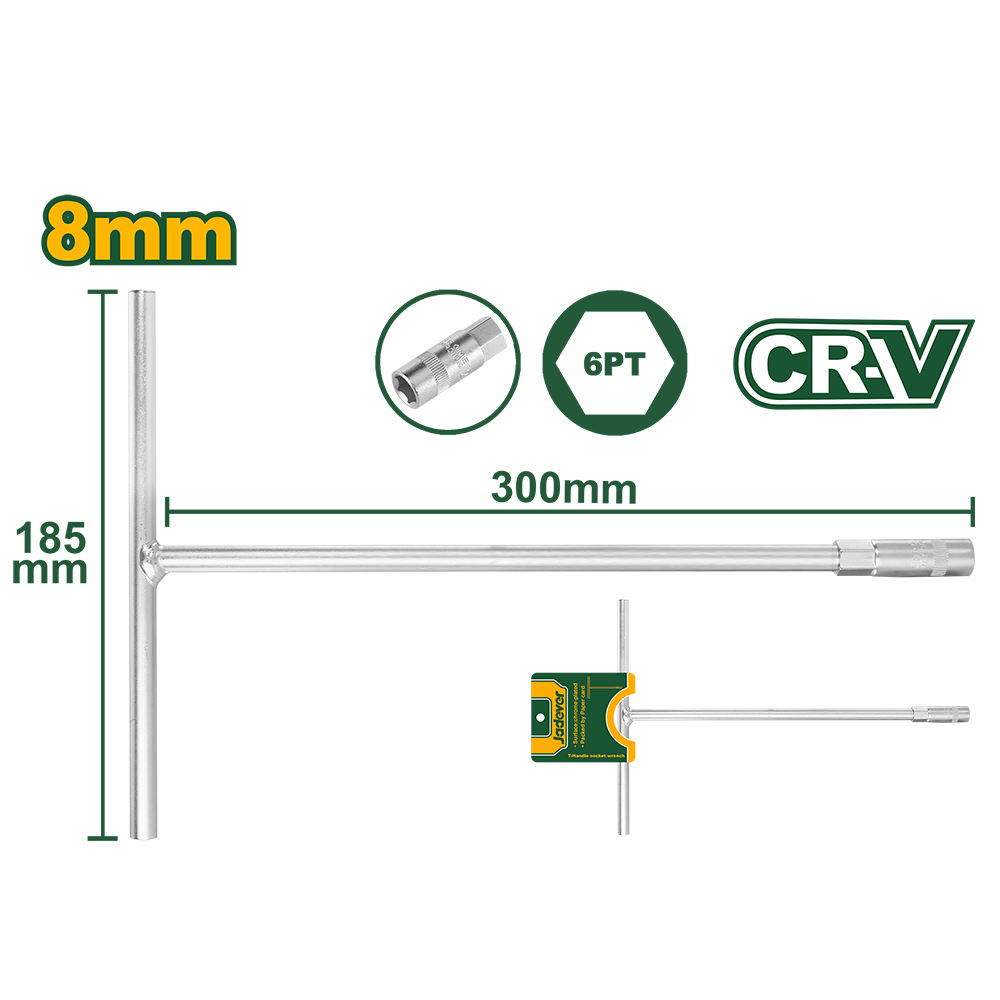 8mm
6PT
CR-V
300mm
185
mm
Jadever
• Surface chrome-plated
• Packed by Paper card
T-Handle socket wrench